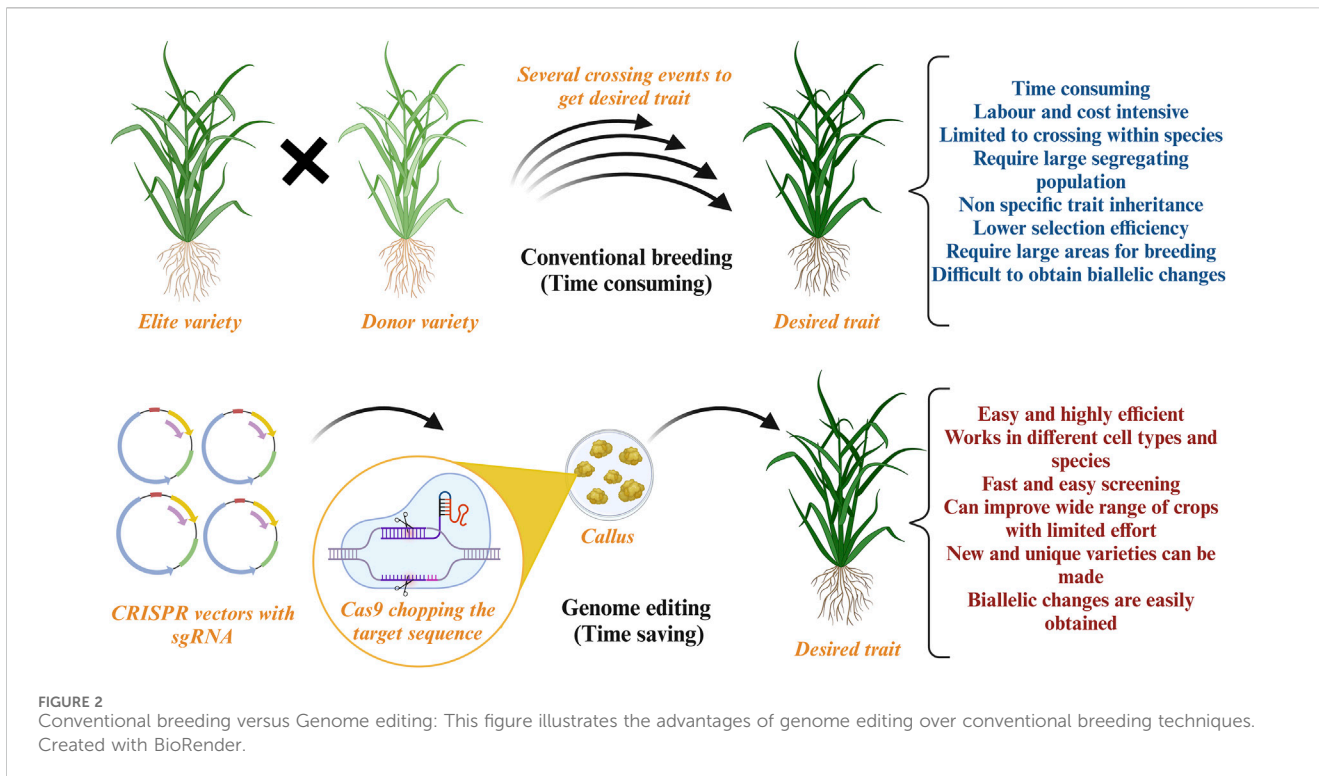 Several crossing events to
get desired trait
Conventional breeding
(Time consuming)
Elite variety
Donor variety
Desired trait
Time consuming
Labour and cost intensive
Limited to crossing within species
Require large segregating
population
Non specific trait inheritance
Lower selection efficiency
Require large areas for breeding
Difficult to obtain biallelic changes
CRISPR vectors with
sgRNA
Cas9 chopping the
target sequence
Callus
Genome editing
(Time saving)
Desired trait
Easy and highly efficient
Works in different cell types and
species
Fast and easy screening
Can improve wide range of crops
with limited effort
New and unique varieties can be
made
Biallelic changes are easily
obtained
FIGURE 2
Conventional breeding versus Genome editing: This figure illustrates the advantages of genome editing over conventional breeding techniques.
Created with BioRender.